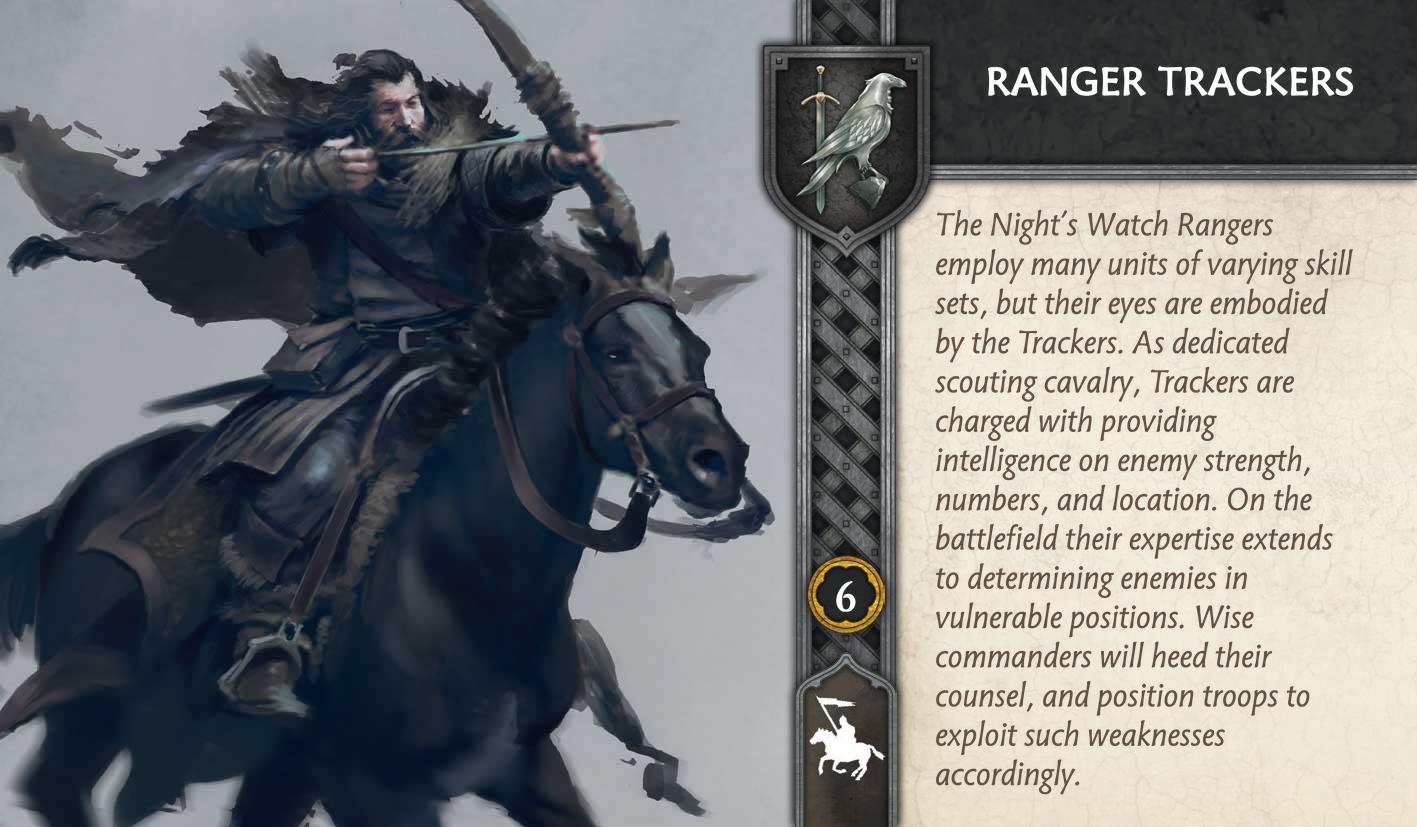 RANGER TRACKERS
The Night's Watch Rangers
employ many units of varying skill
sets, but their eyes are embodied
by the Trackers. As dedicated
scouting cavalry, Trackers are
charged with providing
intelligence on enemy strength,
numbers, and location. On the
battlefield their expertise extends
to determining enemies in
vulnerable positions. Wise
commanders will heed their
counsel, and position troops to
exploit such weaknesses
accordingly.
6